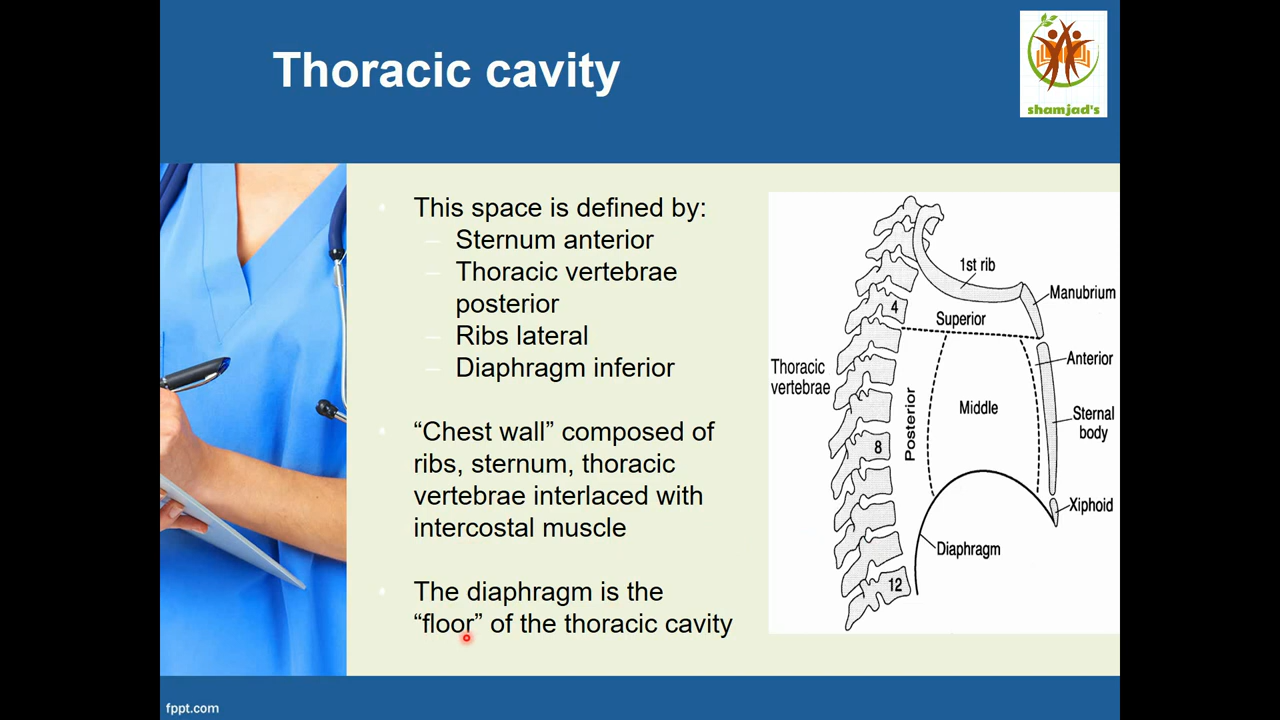 Thoracic cavity
shamjad's
This space is defined by:
– Sternum anterior
– Thoracic vertebrae
posterior
– Ribs lateral
– Diaphragm inferior
“Chest wall” composed of
ribs, sternum, thoracic
vertebrae interlaced with
intercostal muscle
The diaphragm is the
“floor” of the thoracic cavity
1st rib
Manubrium
4
Superior
Anterior
Thoracic
vertebrae
Posterior
Middle
Sternal
body
8
Xiphoid
Diaphragm
12
fppt.com